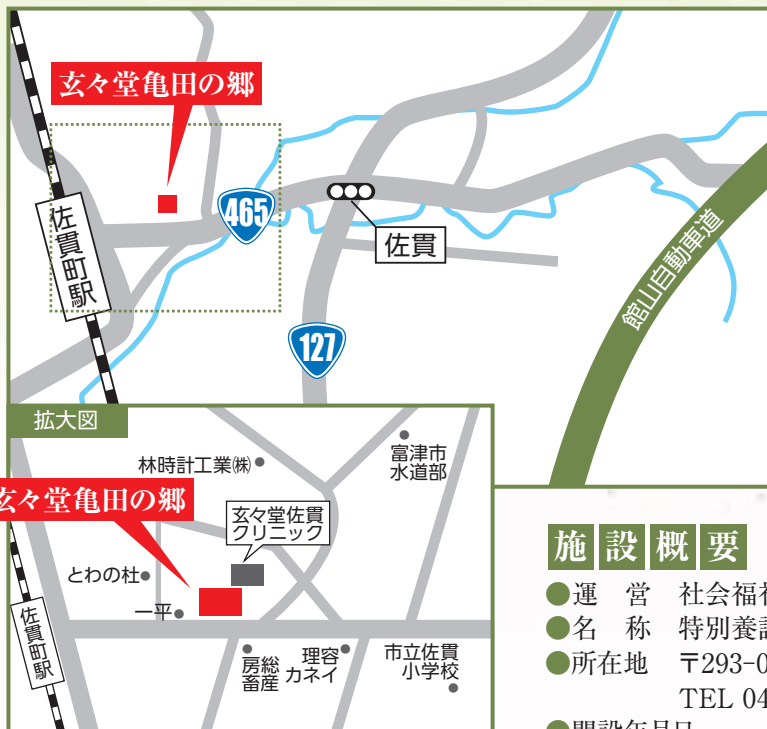 玄々堂亀田の郷
佐貫町駅
465
佐貫
127
館山自動車道
拡大図
林時計工業㈱
富津市
水道部
玄々堂亀田の郷
玄々堂佐貫
クリニック
とわの杜
一平
佐貫町駅
房総
畜産
理容
カネイ
市立佐貫
小学校
施設概要
●運　営　社会福
●名　称　特別養
●所在地　〒293-0
TEL 04